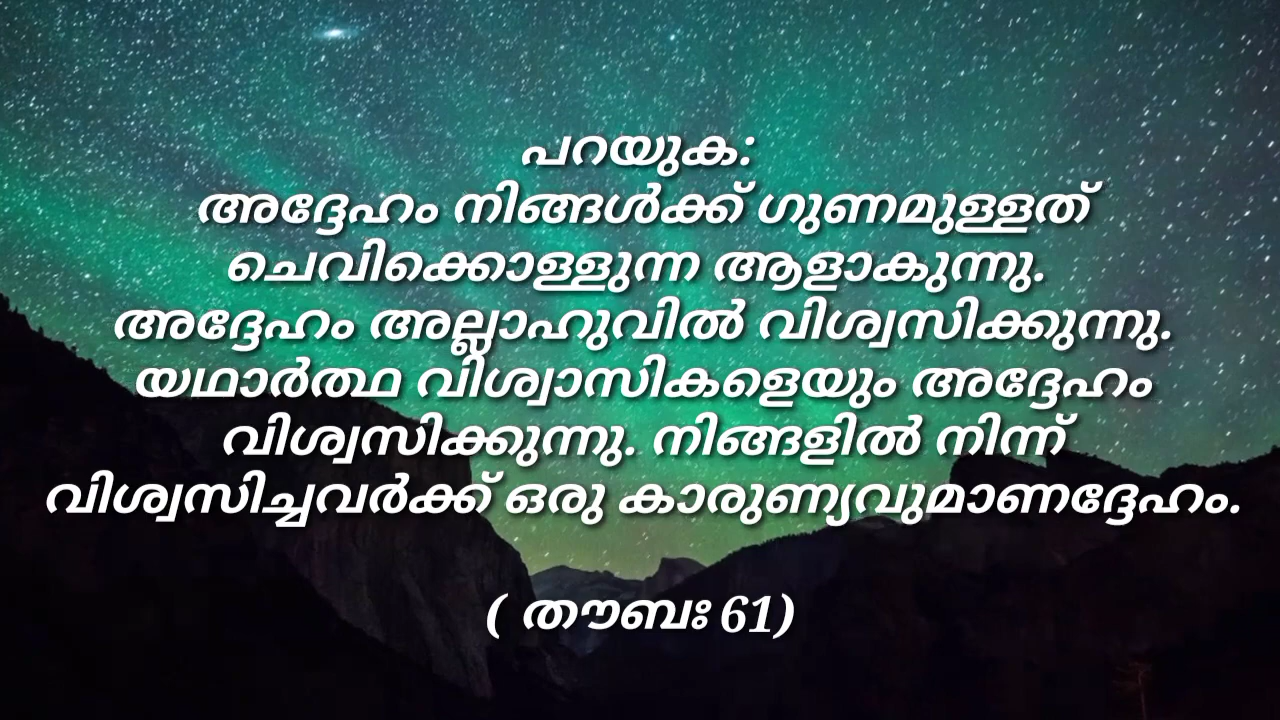 പറയുക:
അദ്ദേഹം നിങ്ങൾക്ക് ഗുണമുള്ളത്
ചെവിക്കൊള്ളുന്ന ആളാകുന്നു.
അദ്ദേഹം അല്ലാഹുവിൽ വിശ്വസിക്കുന്നു.
യഥാർത്ഥ വിശ്വാസികളെയും അദ്ദേഹം
വിശ്വസിക്കുന്നു. നിങ്ങളിൽ നിന്ന്
വിശ്വസിച്ചവർക്ക് ഒരു കാരുണ്യവുമാണദ്ദേഹം.
( തൗബഃ 61)